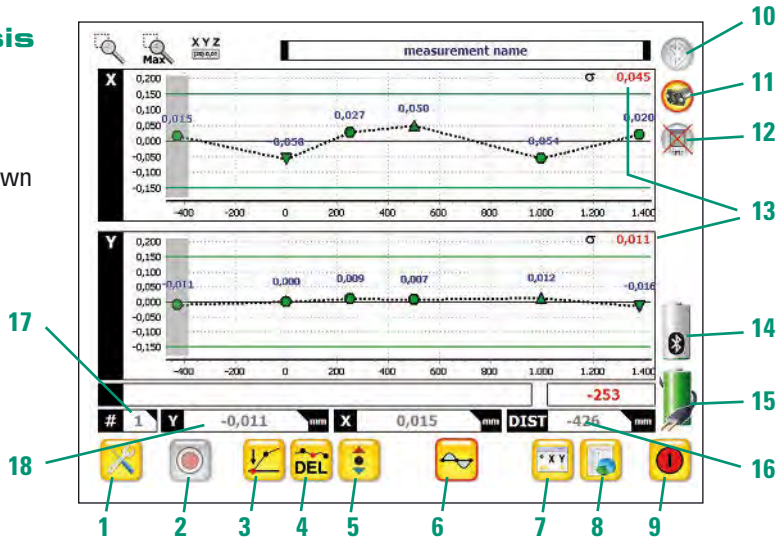 sis
wn
10
11
12
13
14
15
16
17
18
X Y Z
Max
measurement name
X
0,200
0,150
0,100
0,050
0,000
-0,050
-0,100
-0,150
σ 0,045
0,015
-0,058
0,027
0,050
-0,054
0,020
-400 -200 0 200 400 600 800 1.000 1.200 1.400
Y
0,200
0,150
0,100
0,050
0,000
-0,050
-0,100
-0,150
σ 0,011
-0,011
0,000
0,009
0,007
0,012
-0,016
-400 -200 0 200 400 600 800 1.000 1.200 1.400
-253
# 1 Y -0,011 mm X 0,015 mm DIST -426 mm
DEL
X Y
1 2 3 4 5 6 7 8 9